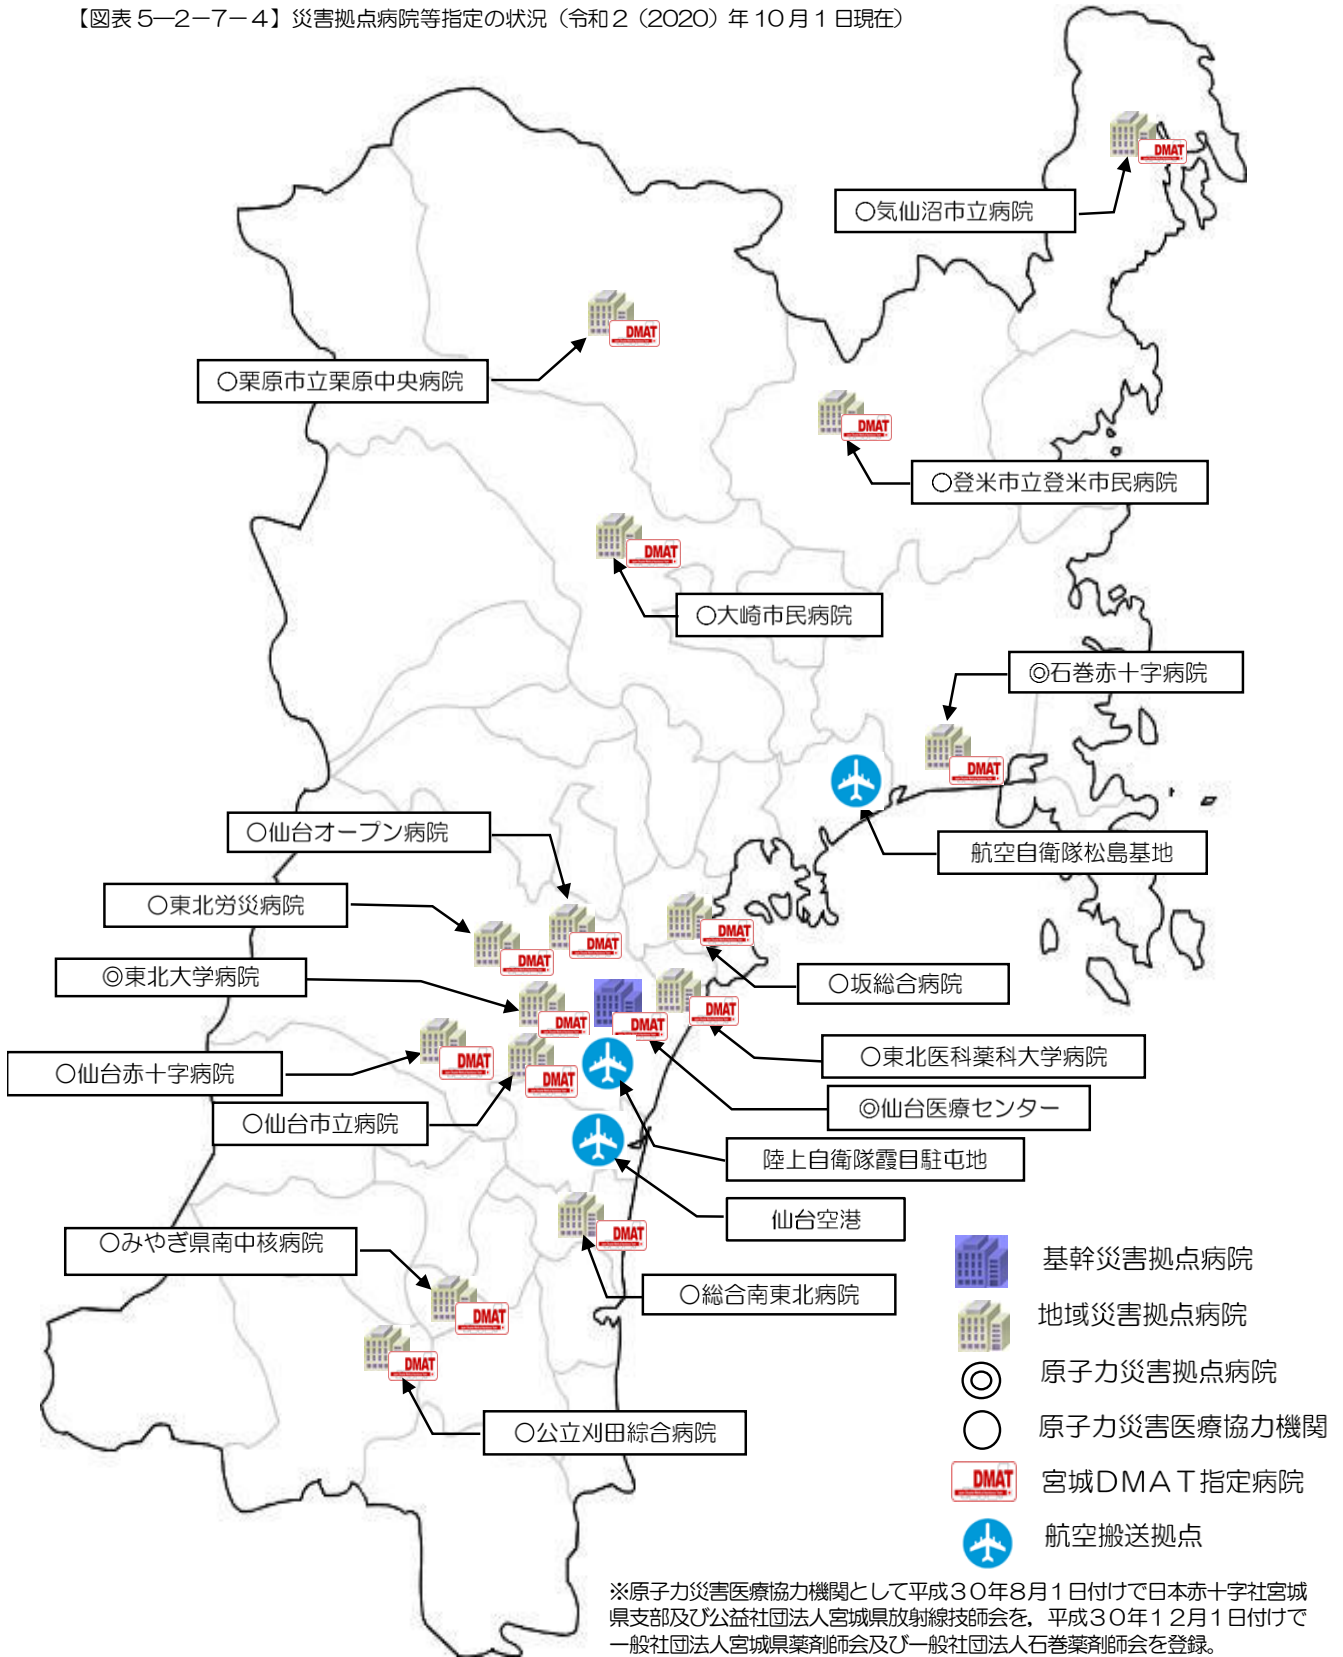 【図表5―2－7－4】災害拠点病院等指定の状況（令和2（2020）年10月1日現在）
DMAT
○気仙沼市立病院
DMAT
○栗原市立栗原中央病院
DMAT
○登米市立登米市民病院
DMAT
○大崎市民病院
◎石巻赤十字病院
DMAT
○仙台オープン病院
航空自衛隊松島基地
○東北労災病院
DMAT
DMAT
DMAT
◎東北大学病院
○坂総合病院
DMAT
DMAT
DMAT
○仙台赤十字病院
DMAT
○東北医科薬科大学病院
DMAT
○仙台市立病院
◎仙台医療センター
陸上自衛隊霞目駐屯地
仙台空港
DMAT
○みやぎ県南中核病院
基幹災害拠点病院
○総合南東北病院
DMAT
地域災害拠点病院
DMAT
◎ 原子力災害拠点病院
○公立刈田綜合病院
○ 原子力災害医療協力機関
DMAT 宮城DMAT指定病院
航空搬送拠点
※原子力災害医療協力機関として平成30年8月1日付けで日本赤十字社宮城
県支部及び公益社団法人宮城県放射線技師会を，平成30年12月1日付けで
一般社団法人宮城県薬剤師会及び一般社団法人石巻薬剤師会を登録。